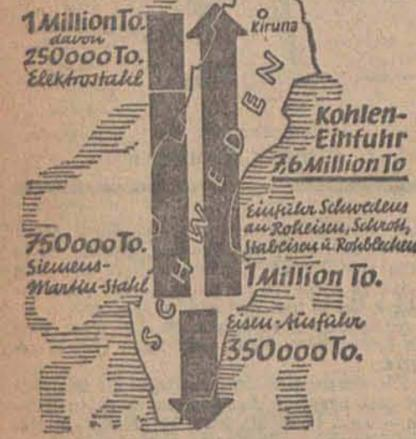 1 Million To.
davon
250000 To.
Elektrostahl
Kiruna
SCHWEDEN
Kohlen-
Einfuhr
7,6 Million To
750000 To.
Siemens-
Martin-Stahl
Einfuhr Schwedens
an Roheisen, Schrott,
Stabeisen u. Rohblechen
1 Million To.
Eisen-Ausfuhr
350000 To.